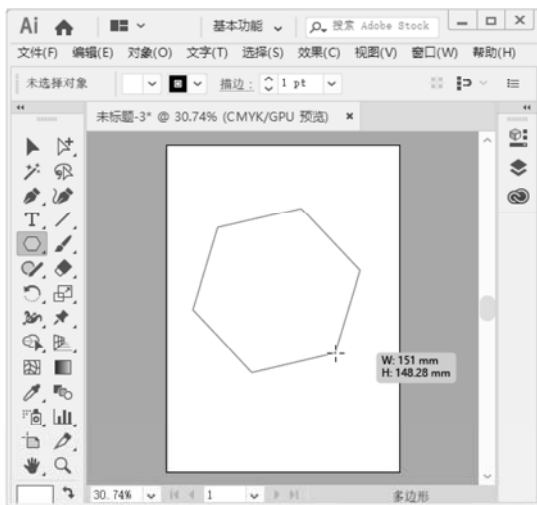 Ai 基本功能 搜索 Adobe Stock
文件(F) 编辑(E) 对象(O) 文字(T) 选择(S) 效果(C) 视图(V) 窗口(W) 帮助(H)
未选择对象 描边: 1 pt
未标题-3* @ 30.74% (CMYK/GPU 预览) ×
W: 151 mm
H: 148.28 mm
30.74% 1 多边形